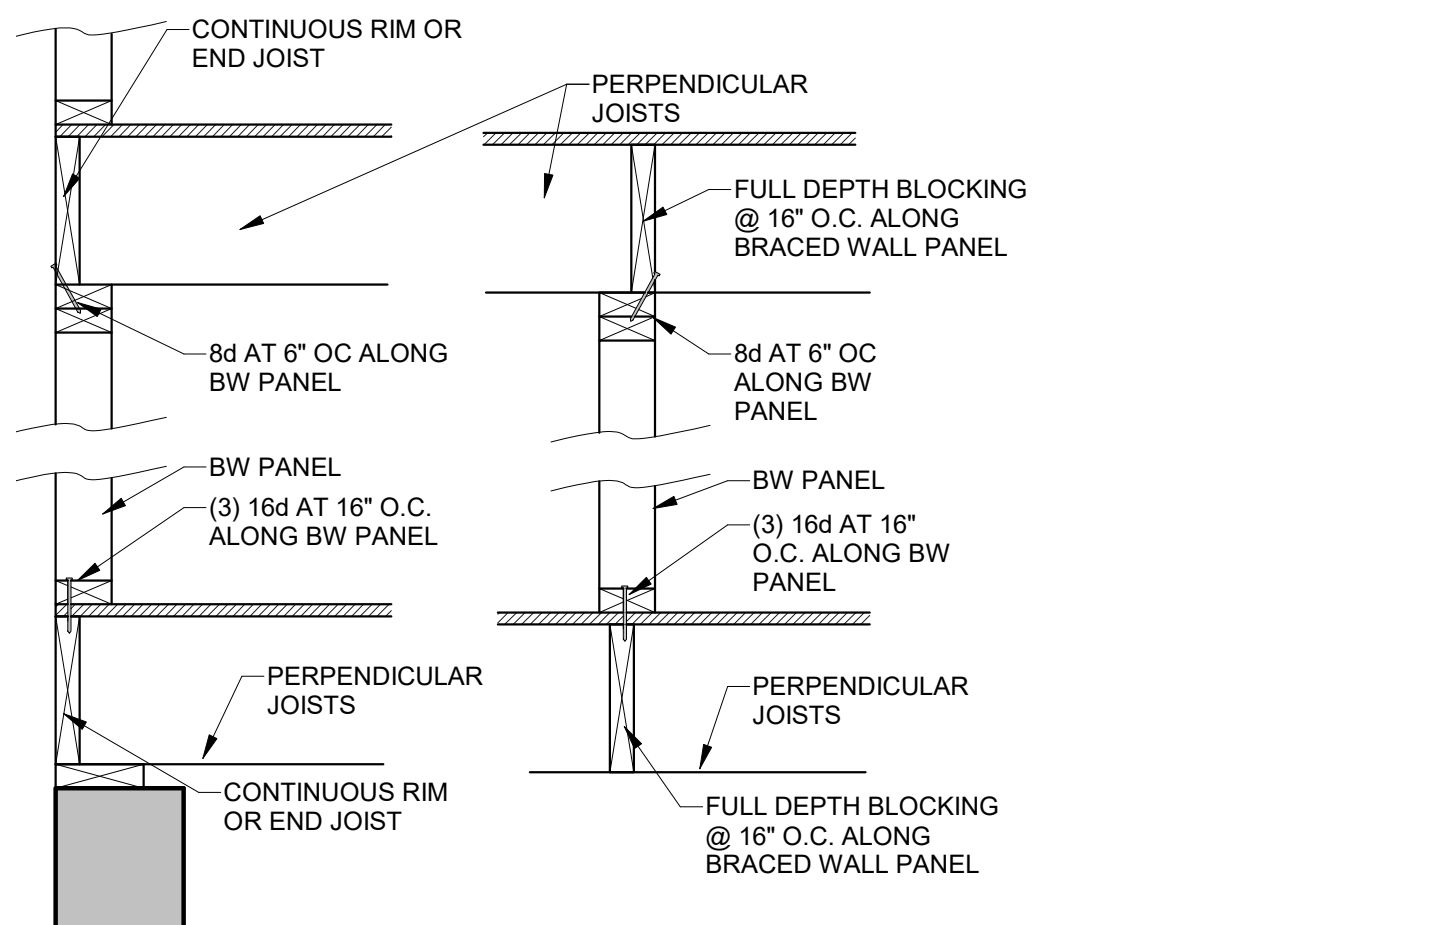 CONTINUOUS RIM OR
END JOIST
PERPENDICULAR
JOISTS
FULL DEPTH BLOCKING
@ 16" O.C. ALONG
BRACED WALL PANEL
8d AT 6" OC ALONG
BW PANEL
8d AT 6" OC
ALONG BW
PANEL
BW PANEL
(3) 16d AT 16" O.C.
ALONG BW PANEL
BW PANEL
(3) 16d AT 16"
O.C. ALONG BW
PANEL
PERPENDICULAR
JOISTS
PERPENDICULAR
JOISTS
CONTINUOUS RIM
OR END JOIST
FULL DEPTH BLOCKING
@ 16" O.C. ALONG
BRACED WALL PANEL